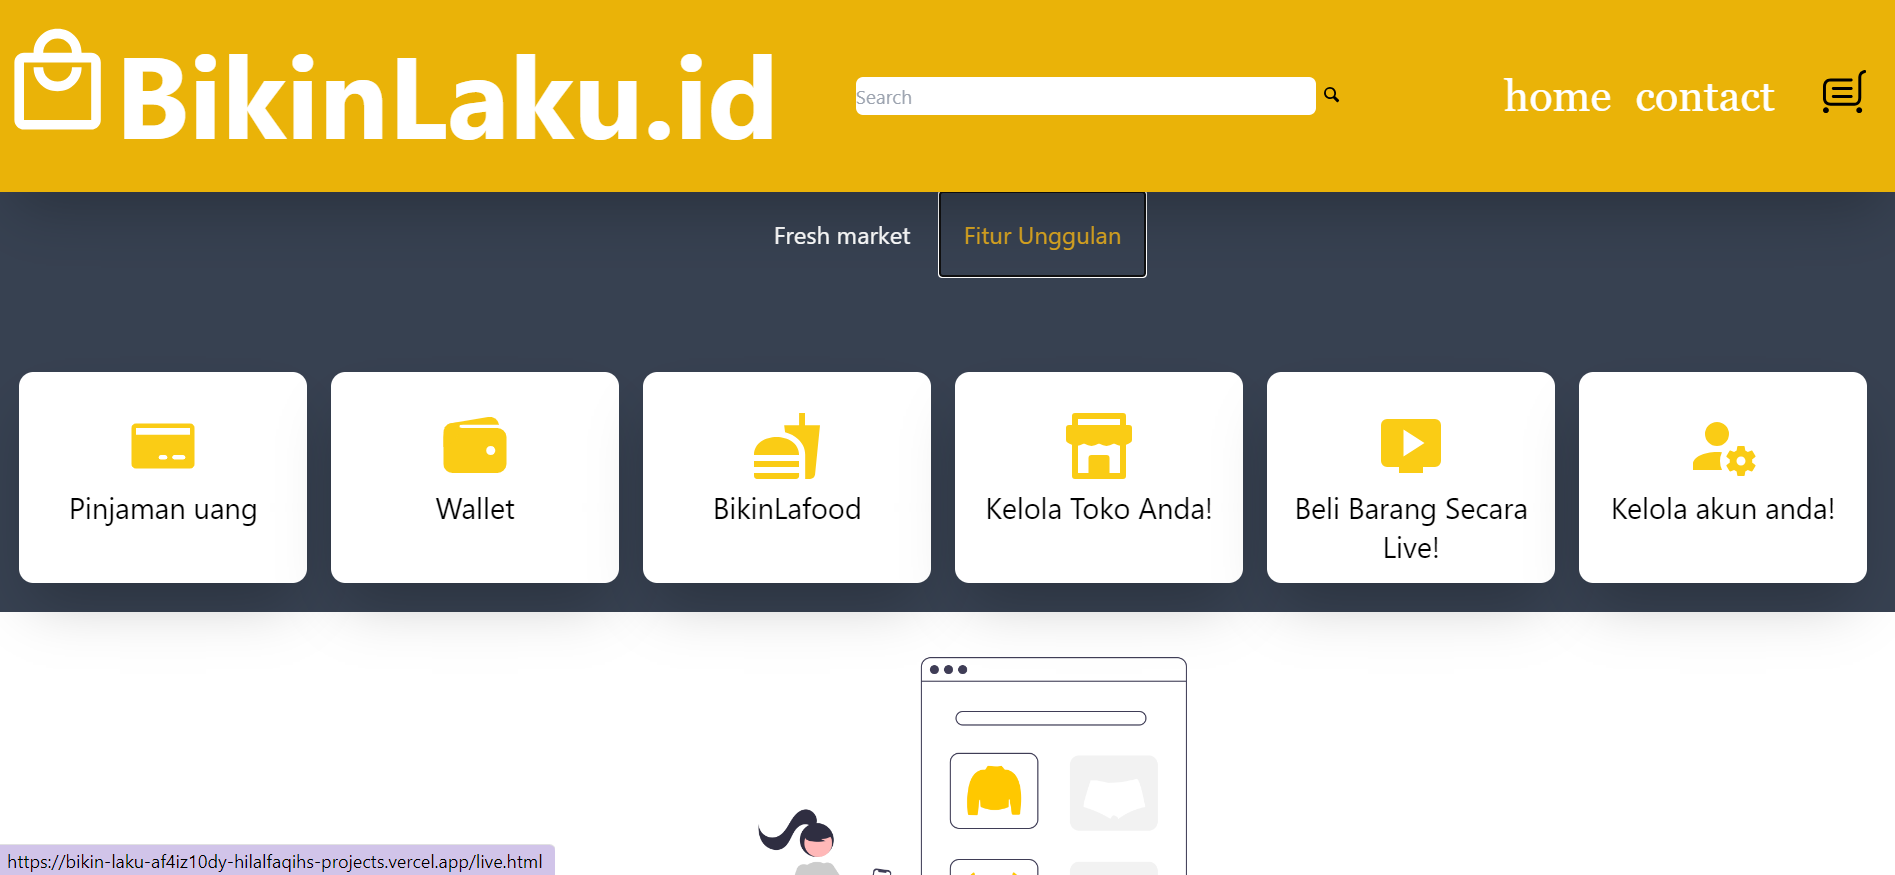 BikinLaku.id
Search
home contact
Fresh market
Fitur Unggulan
Pinjaman uang
Wallet
BikinLafood
Kelola Toko Anda!
Beli Barang Secara
Live!
Kelola akun anda!
https://bikin-laku-af4iz10dy-hilalfaqihs-projects.vercel.app/live.html